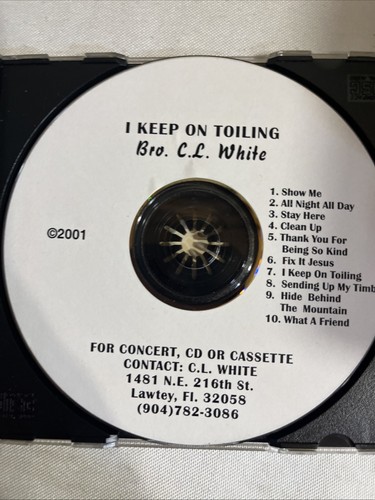 I KEEP ON TOILING
Bro. C.L. White
©2001
1. Show Me
2. All Night All Day
3. Stay Here
4. Clean Up
5. Thank You For
Being So Kind
6. Fix It Jesus
7. I Keep On Toiling
8. Sending Up My Timb
9. Hide Behind
The Mountain
10. What A Friend
FOR CONCERT, CD OR CASSETTE
CONTACT: C.L. WHITE
1481 N.E. 216th St.
Lawtey, Fl. 32058
(904)782-3086